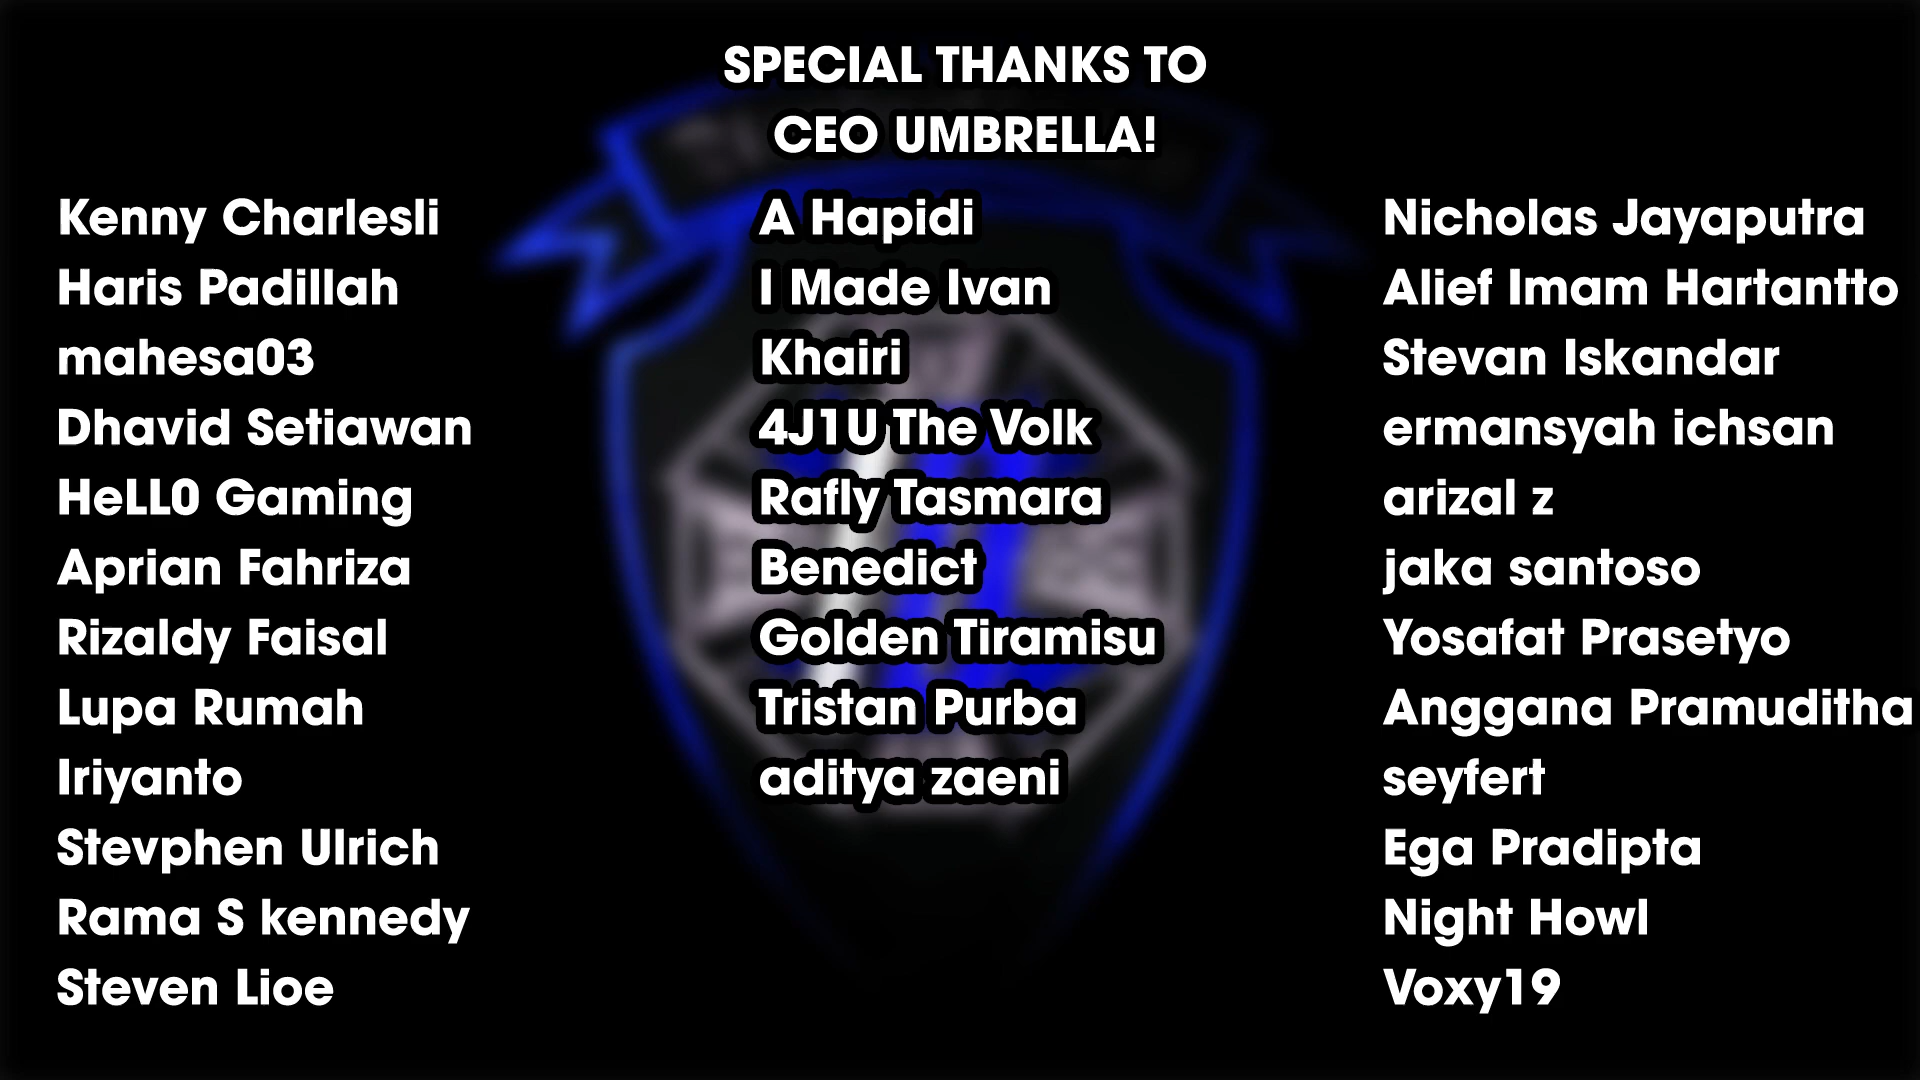 SPECIAL THANKS TO
CEO UMBRELLA!
Kenny Charlesli
Haris Padillah
mahesa03
Dhavid Setiawan
HeLL0 Gaming
Aprian Fahriza
Rizaldy Faisal
Lupa Rumah
Iriyanto
Stevphen Ulrich
Rama S kennedy
Steven Lioe
A Hapidi
I Made Ivan
Khairi
4J1U The Volk
Rafly Tasmara
Benedict
Golden Tiramisu
Tristan Purba
aditya zaeni
Nicholas Jayaputra
Alief Imam Hartantto
Stevan Iskandar
ermansyah ichsan
arizal z
jaka santoso
Yosafat Prasetyo
Anggana Pramuditha
seyfert
Ega Pradipta
Night Howl
Voxy19